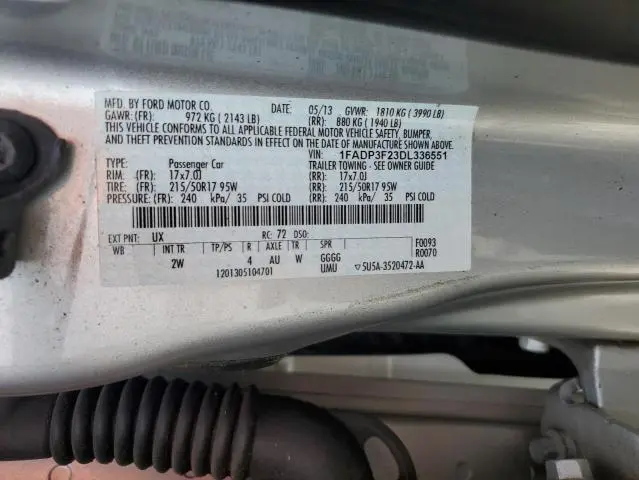 MFD. BY FORD MOTOR CO. DATE: 05/13 GVWR: 1810 KG ( 3990 LB)
GAWR: (FR): 972 KG ( 2143 LB) (RR): 880 KG ( 1940 LB)
THIS VEHICLE CONFORMS TO ALL APPLICABLE FEDERAL MOTOR VEHICLE SAFETY, BUMPER,
AND THEFT PREVENTION STANDARDS IN EFFECT ON THE DATE OF MANUFACTURE SHOWN ABOVE.
VIN: 1FADP3F23DL336551
TYPE: Passenger Car TRAILER TOWING - SEE OWNER GUIDE
RIM: (FR): 17x7.0J (RR): 17x7.0J
TIRE: (FR): 215/50R17 95W (RR): 215/50R17 95W
PRESSURE: (FR): 240 kPa/ 35 PSI COLD (RR): 240 kPa/ 35 PSI COLD
EXT PNT: UX RC: 72 DSO:
WB INT TR TP/PS R AXLE TR SPR F0093
2W 4 AU W GGGG R0070
1201305104701 UMU ▽5U5A-3520472-AA